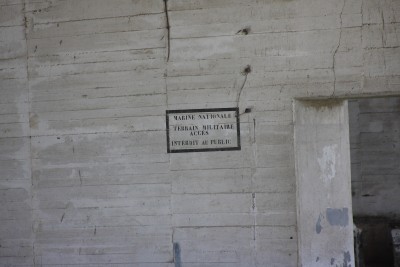 MARINE NATIONALE
TERRAIN MILITAIRE
ACCES
INTERDIT AU PUBLIC